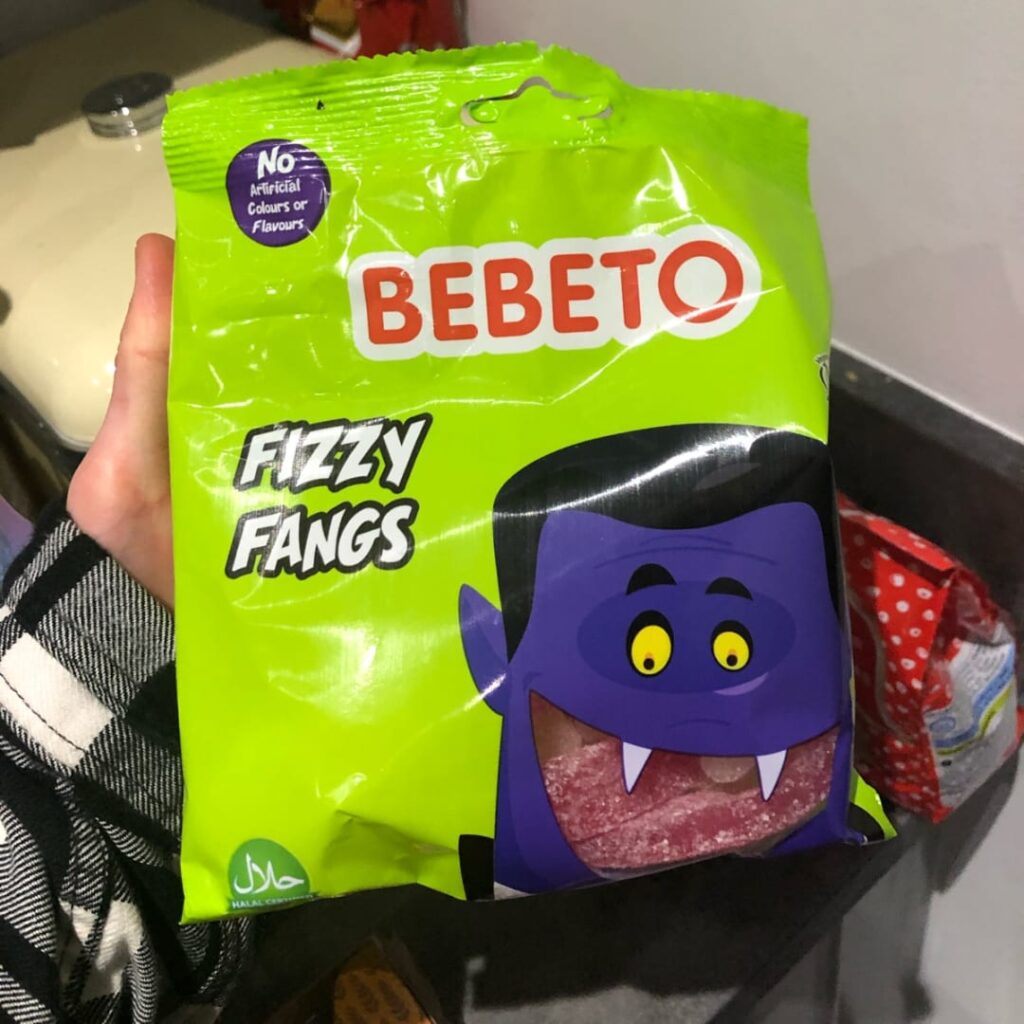 No
Artificial
Colours or
Flavours
BEBETO
FIZZY
FANGS
حلال
HALAL CERTIFIED